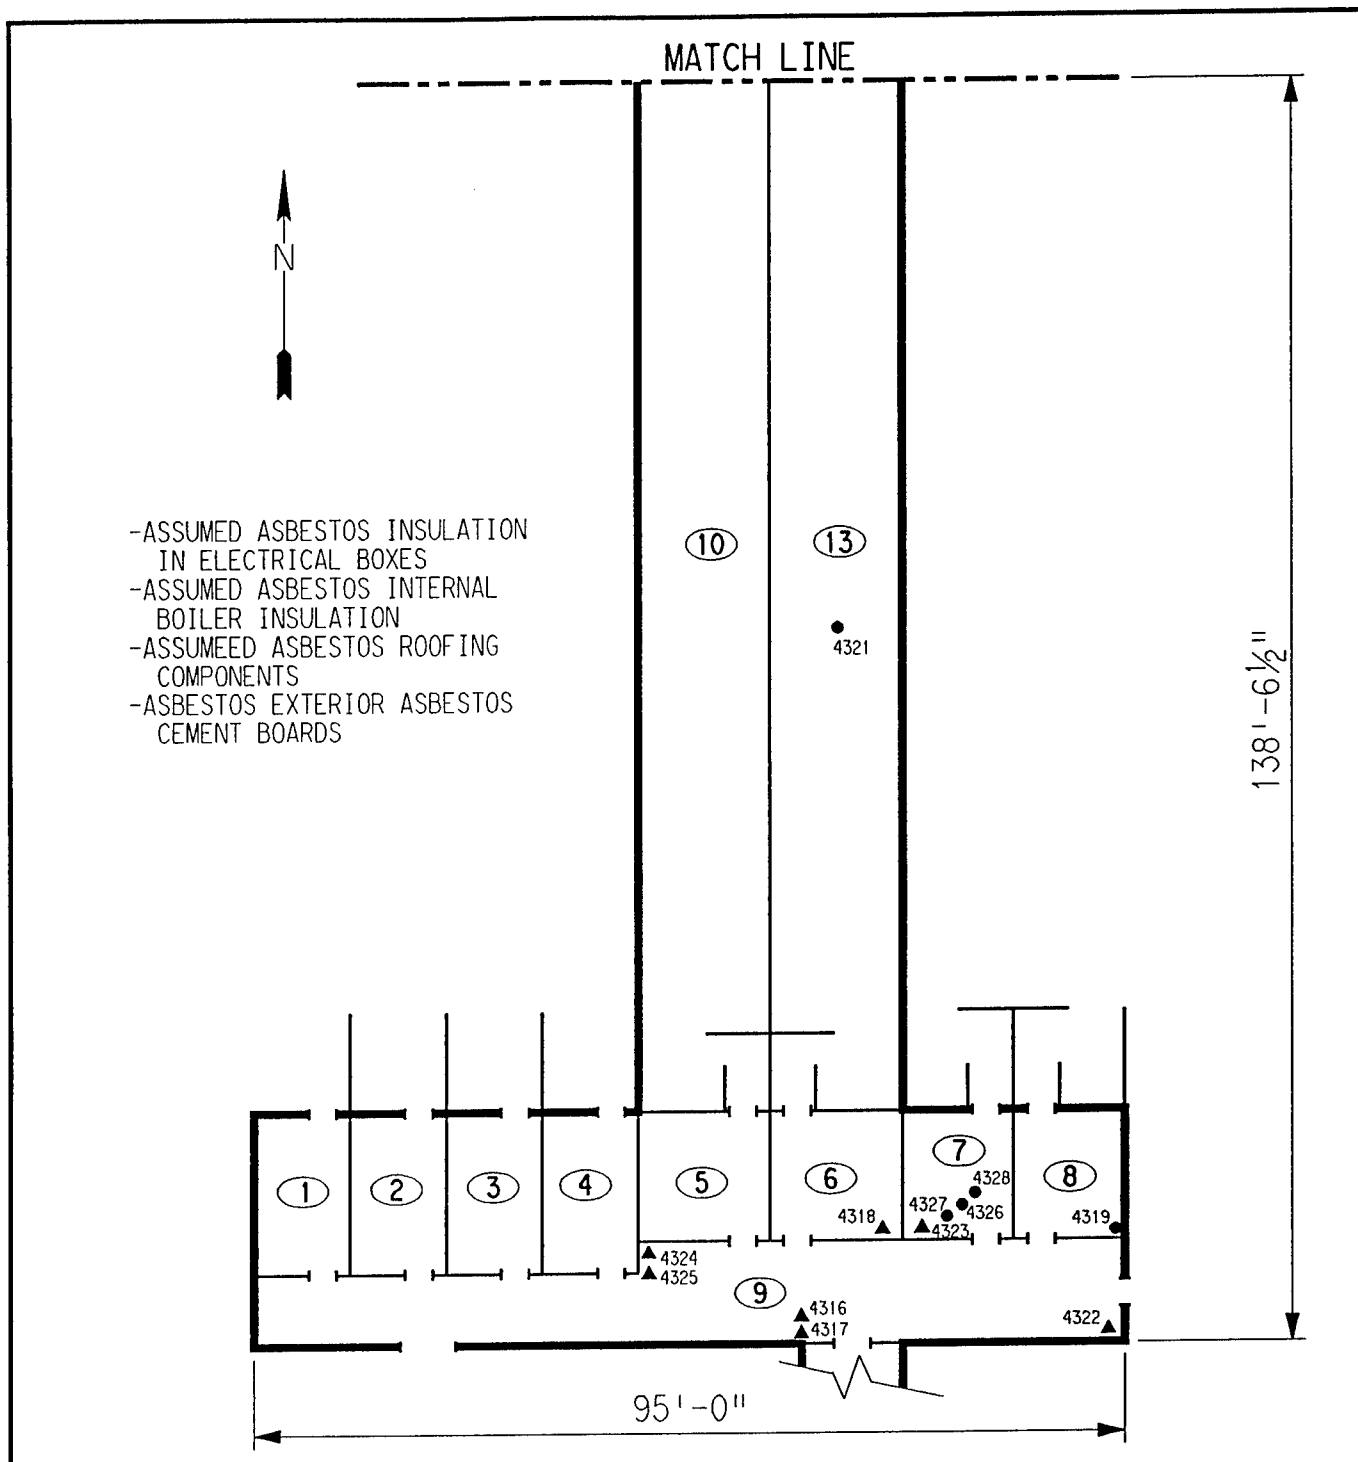 MATCH LINE
N
-ASSUMED ASBESTOS INSULATION
IN ELECTRICAL BOXES
-ASSUMED ASBESTOS INTERNAL
BOILER INSULATION
-ASSUMEED ASBESTOS ROOFING
COMPONENTS
-ASBESTOS EXTERIOR ASBESTOS
CEMENT BOARDS
10
13
4321
138'-6½"
1
2
3
4
5
6
7
8
4328
4327
4326
4318
4323
4319
4324
4325
9
4316
4317
4322
95'-0"